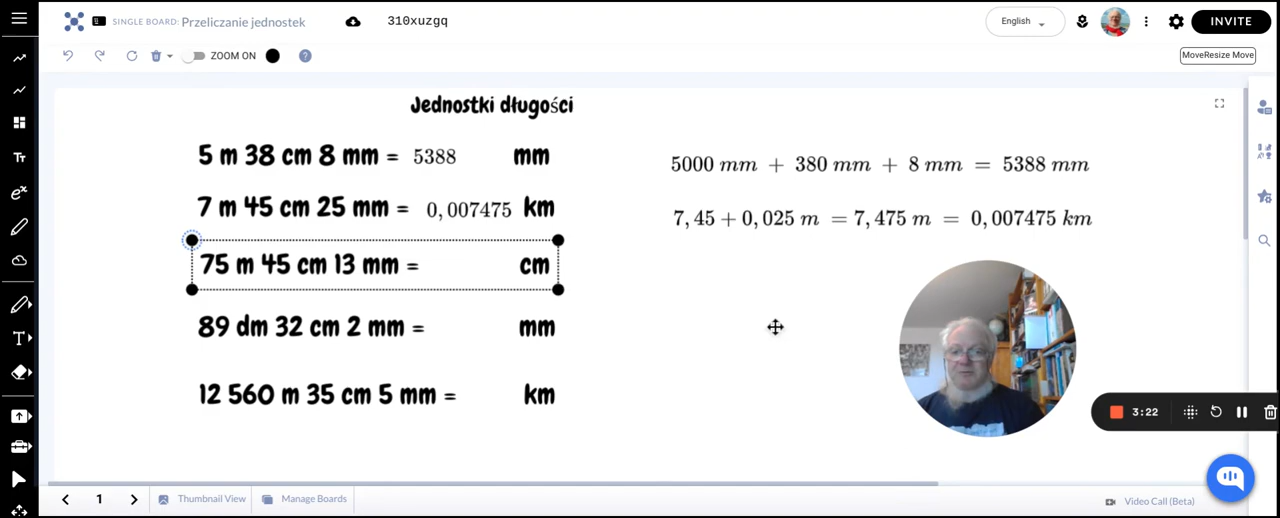 SINGLE BOARD: Przeliczanie jednostek
310xuzgq
English
INVITE
ZOOM ON
MoveResize Move
Jednostki długości
5 m 38 cm 8 mm = 5388 mm
5000 mm + 380 mm + 8 mm = 5388 mm
7 m 45 cm 25 mm = 0,007475 km
7,45 + 0,025 m = 7,475 m = 0,007475 km
75 m 45 cm 13 mm = cm
89 dm 32 cm 2 mm = mm
12 560 m 35 cm 5 mm = km
3:22
1
Thumbnail View
Manage Boards
Video Call (Beta)